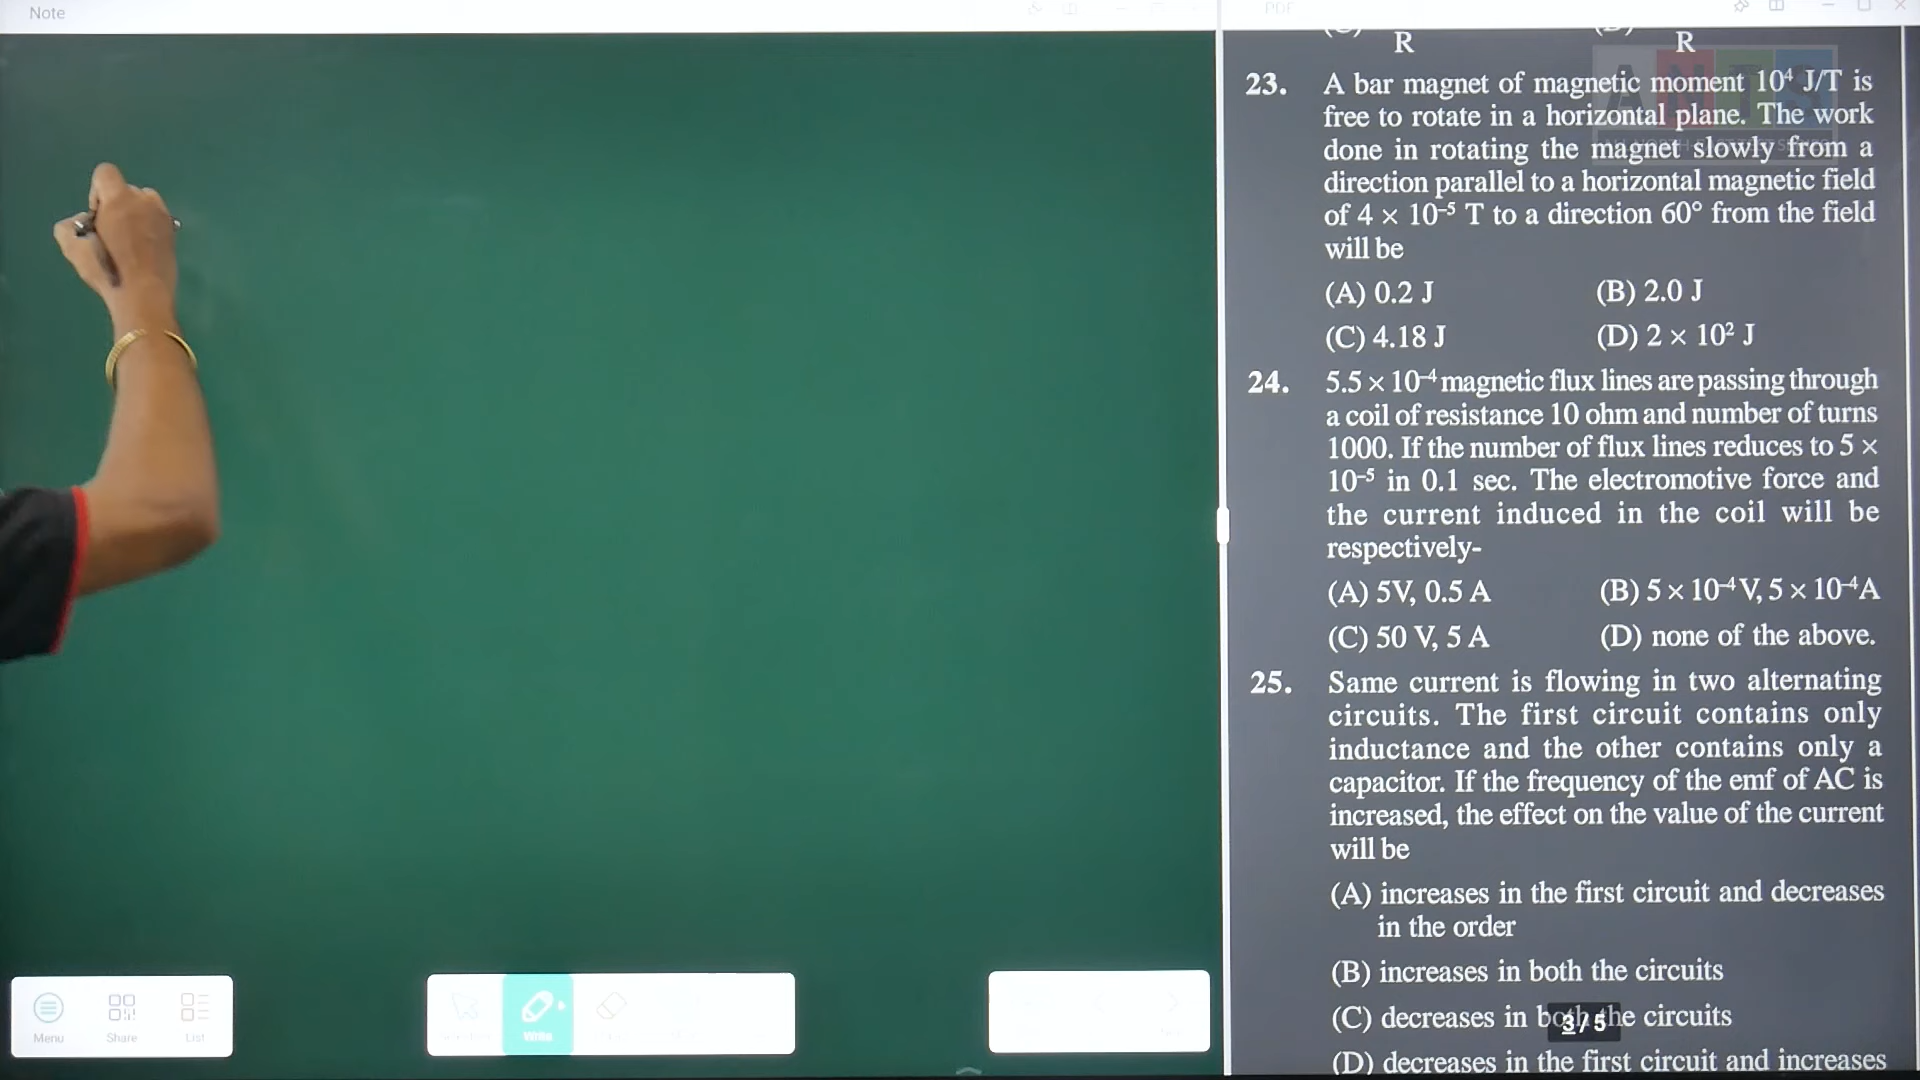 Note
PDF
R
R
23. A bar magnet of magnetic moment 10⁴ J/T is
free to rotate in a horizontal plane. The work
done in rotating the magnet slowly from a
direction parallel to a horizontal magnetic field
of 4 × 10⁻⁵ T to a direction 60° from the field
will be
(A) 0.2 J (B) 2.0 J
(C) 4.18 J (D) 2 × 10² J
24. 5.5 × 10⁻⁴ magnetic flux lines are passing through
a coil of resistance 10 ohm and number of turns
1000. If the number of flux lines reduces to 5 ×
10⁻⁵ in 0.1 sec. The electromotive force and
the current induced in the coil will be
respectively-
(A) 5V, 0.5 A (B) 5 × 10⁻⁴ V, 5 × 10⁻⁴ A
(C) 50 V, 5 A (D) none of the above.
25. Same current is flowing in two alternating
circuits. The first circuit contains only
inductance and the other contains only a
capacitor. If the frequency of the emf of AC is
increased, the effect on the value of the current
will be
(A) increases in the first circuit and decreases
in the order
(B) increases in both the circuits
(C) decreases in both the circuits
3 / 5
(D) decreases in the first circuit and increases
Menu Share List
Write